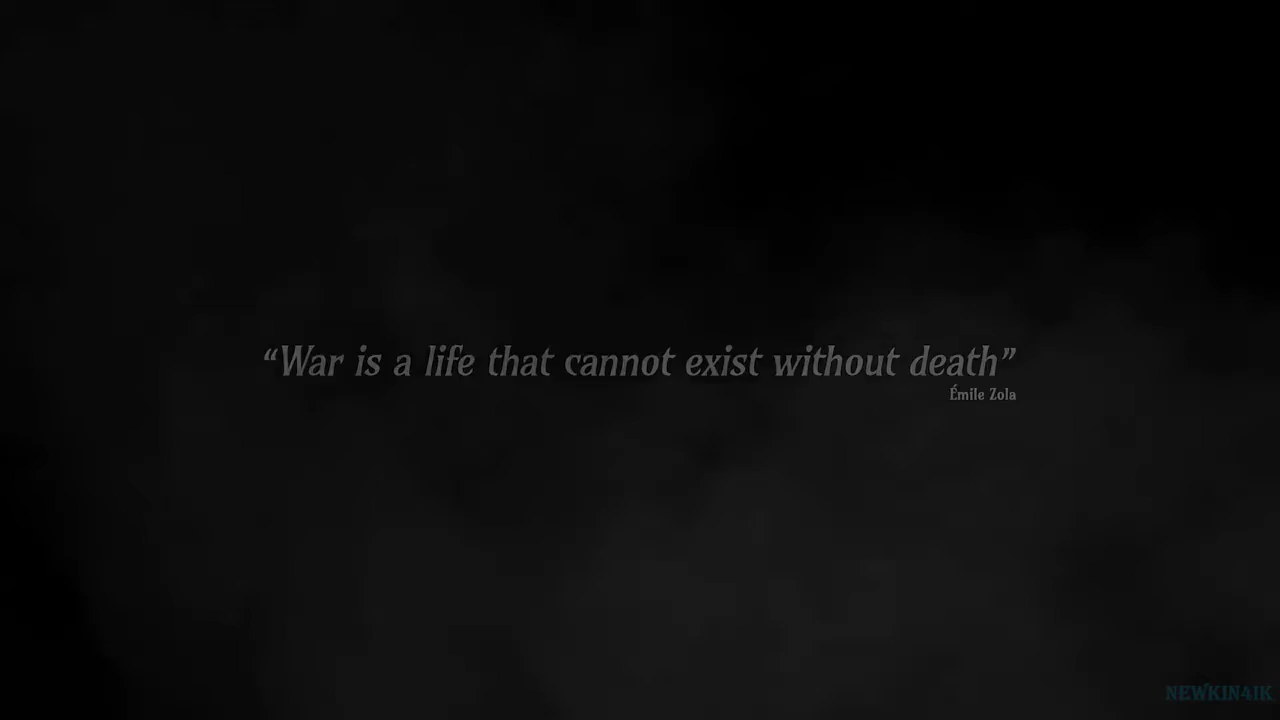 “War is a life that cannot exist without death”
Émile Zola
NEWKIN4IK